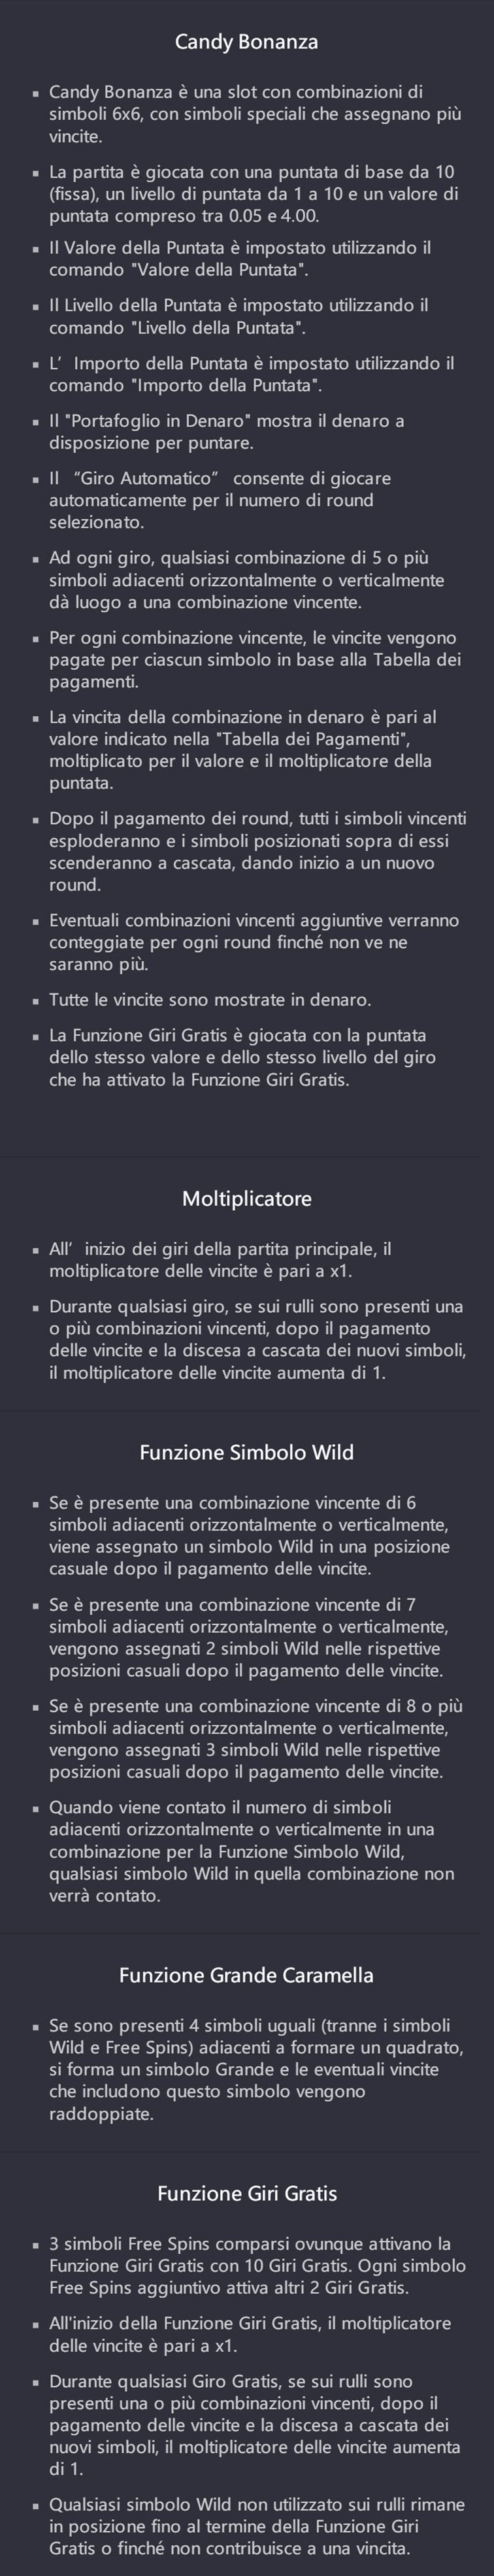 Candy Bonanza
▪ Candy Bonanza è una slot con combinazioni di
simboli 6x6, con simboli speciali che assegnano più
vincite.
▪ La partita è giocata con una puntata di base da 10
(fissa), un livello di puntata da 1 a 10 e un valore di
puntata compreso tra 0.05 e 4.00.
▪ Il Valore della Puntata è impostato utilizzando il
comando "Valore della Puntata".
▪ Il Livello della Puntata è impostato utilizzando il
comando "Livello della Puntata".
▪ L’ Importo della Puntata è impostato utilizzando il
comando "Importo della Puntata".
▪ Il "Portafoglio in Denaro" mostra il denaro a
disposizione per puntare.
▪ Il “Giro Automatico” consente di giocare
automaticamente per il numero di round
selezionato.
▪ Ad ogni giro, qualsiasi combinazione di 5 o più
simboli adiacenti orizzontalmente o verticalmente
dà luogo a una combinazione vincente.
▪ Per ogni combinazione vincente, le vincite vengono
pagate per ciascun simbolo in base alla Tabella dei
pagamenti.
▪ La vincita della combinazione in denaro è pari al
valore indicato nella "Tabella dei Pagamenti",
moltiplicato per il valore e il moltiplicatore della
puntata.
▪ Dopo il pagamento dei round, tutti i simboli vincenti
esploderanno e i simboli posizionati sopra di essi
scenderanno a cascata, dando inizio a un nuovo
round.
▪ Eventuali combinazioni vincenti aggiuntive verranno
conteggiate per ogni round finché non ve ne
saranno più.
▪ Tutte le vincite sono mostrate in denaro.
▪ La Funzione Giri Gratis è giocata con la puntata
dello stesso valore e dello stesso livello del giro
che ha attivato la Funzione Giri Gratis.
Moltiplicatore
▪ All’ inizio dei giri della partita principale, il
moltiplicatore delle vincite è pari a x1.
▪ Durante qualsiasi giro, se sui rulli sono presenti una
o più combinazioni vincenti, dopo il pagamento
delle vincite e la discesa a cascata dei nuovi simboli,
il moltiplicatore delle vincite aumenta di 1.
Funzione Simbolo Wild
▪ Se è presente una combinazione vincente di 6
simboli adiacenti orizzontalmente o verticalmente,
viene assegnato un simbolo Wild in una posizione
casuale dopo il pagamento delle vincite.
▪ Se è presente una combinazione vincente di 7
simboli adiacenti orizzontalmente o verticalmente,
vengono assegnati 2 simboli Wild nelle rispettive
posizioni casuali dopo il pagamento delle vincite.
▪ Se è presente una combinazione vincente di 8 o più
simboli adiacenti orizzontalmente o verticalmente,
vengono assegnati 3 simboli Wild nelle rispettive
posizioni casuali dopo il pagamento delle vincite.
▪ Quando viene contato il numero di simboli
adiacenti orizzontalmente o verticalmente in una
combinazione per la Funzione Simbolo Wild,
qualsiasi simbolo Wild in quella combinazione non
verrà contato.
Funzione Grande Caramella
▪ Se sono presenti 4 simboli uguali (tranne i simboli
Wild e Free Spins) adiacenti a formare un quadrato,
si forma un simbolo Grande e le eventuali vincite
che includono questo simbolo vengono
raddoppiate.
Funzione Giri Gratis
▪ 3 simboli Free Spins comparsi ovunque attivano la
Funzione Giri Gratis con 10 Giri Gratis. Ogni simbolo
Free Spins aggiuntivo attiva altri 2 Giri Gratis.
▪ All'inizio della Funzione Giri Gratis, il moltiplicatore
delle vincite è pari a x1.
▪ Durante qualsiasi Giro Gratis, se sui rulli sono
presenti una o più combinazioni vincenti, dopo il
pagamento delle vincite e la discesa a cascata dei
nuovi simboli, il moltiplicatore delle vincite aumenta
di 1.
▪ Qualsiasi simbolo Wild non utilizzato sui rulli rimane
in posizione fino al termine della Funzione Giri
Gratis o finché non contribuisce a una vincita.